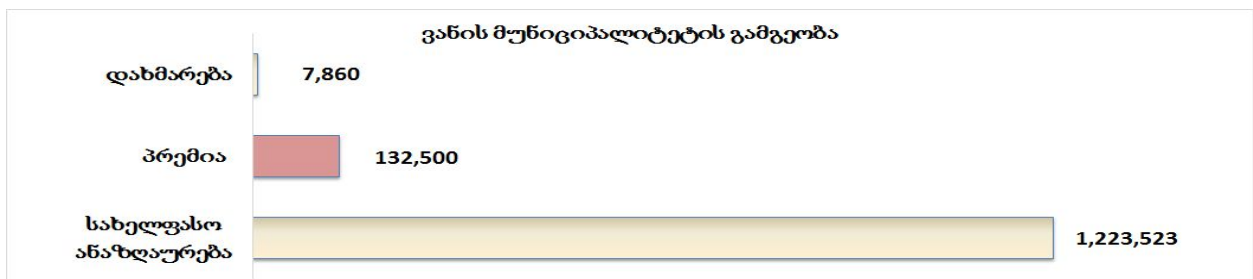 ვანის მუნიციპალიტეტის გამგეობა
დახმარება 7,860
პრემია 132,500
სახელფასო
ანაზღაურება 1,223,523